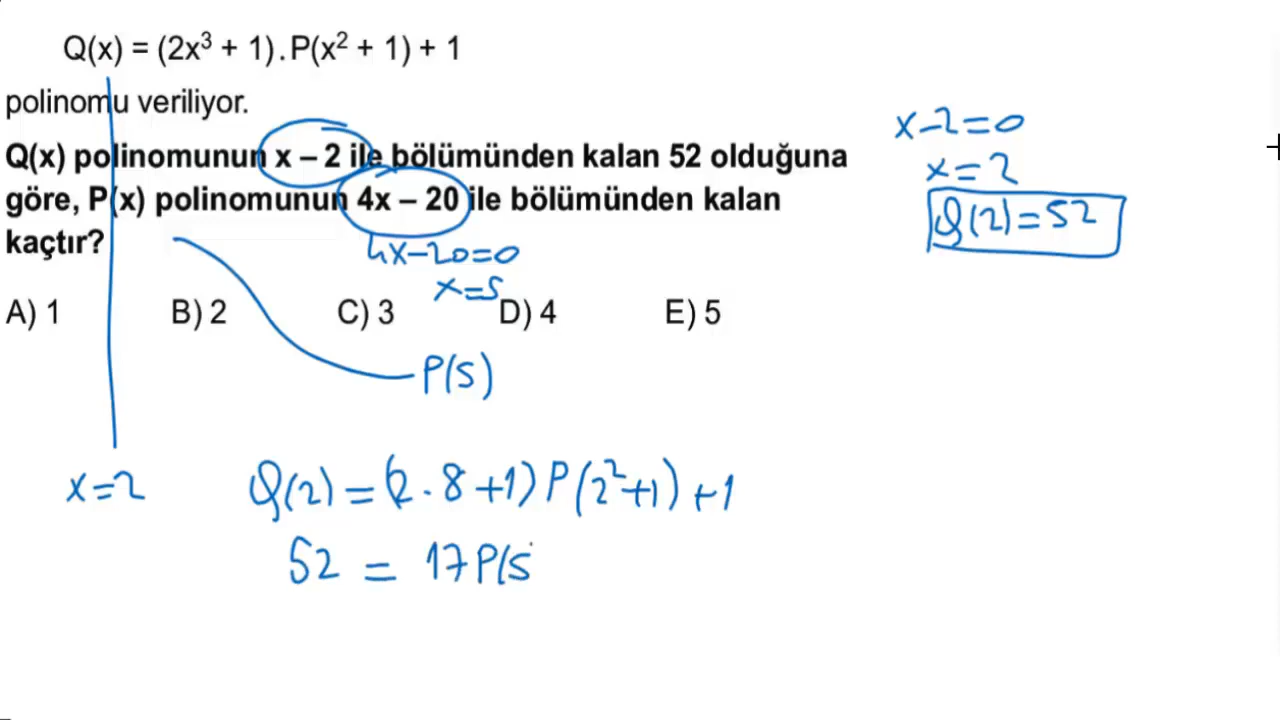 Q(x) = (2x³ + 1).P(x² + 1) + 1
polinomu veriliyor.
Q(x) polinomunun x – 2 ile bölümünden kalan 52 olduğuna
göre, P(x) polinomunun 4x – 20 ile bölümünden kalan
kaçtır?
x-2=0
x=2
Q(2)=52
4x-20=0
x=5
A) 1 B) 2 C) 3 D) 4 E) 5
P(5)
x=2
Q(2)=(2.8+1)P(2²+1)+1
52 = 17P(5